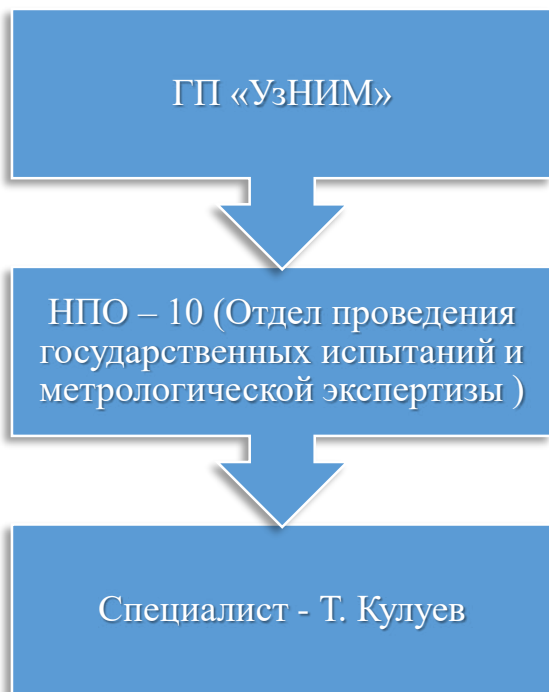 ГП «УзНИМ»
НПО – 10 (Отдел проведения
государственных испытаний и
метрологической экспертизы )
Специалист - Т. Кулуев